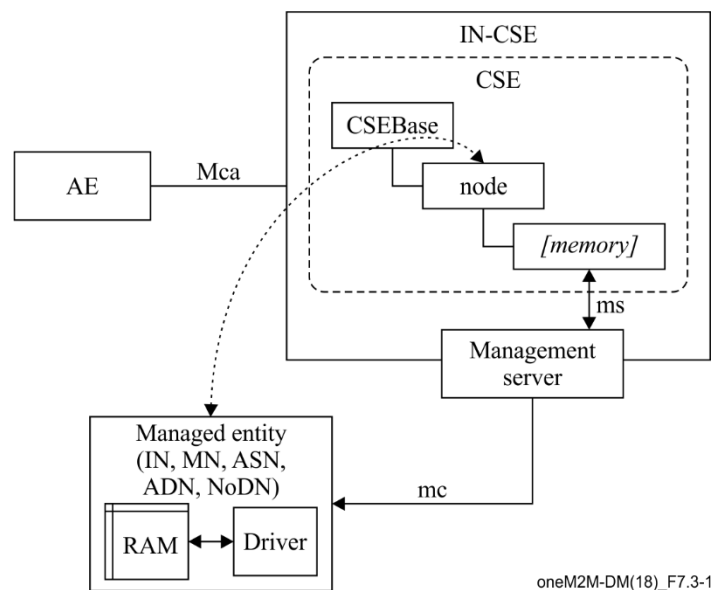 IN-CSE
CSE
CSEBase
AE
Mca
node
[memory]
ms
Management
server
Managed entity
(IN, MN, ASN,
ADN, NoDN)
mc
RAM
Driver
oneM2M-DM(18)_F7.3-1